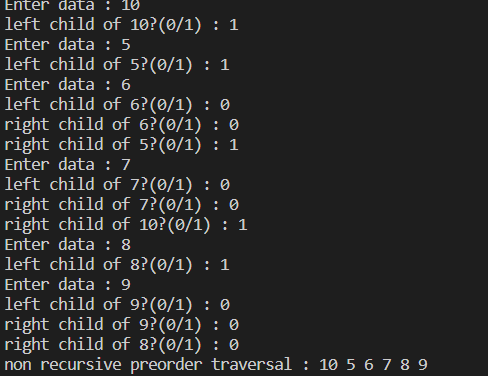 Enter data : 10
left child of 10?(0/1) : 1
Enter data : 5
left child of 5?(0/1) : 1
Enter data : 6
left child of 6?(0/1) : 0
right child of 6?(0/1) : 0
right child of 5?(0/1) : 1
Enter data : 7
left child of 7?(0/1) : 0
right child of 7?(0/1) : 0
right child of 10?(0/1) : 1
Enter data : 8
left child of 8?(0/1) : 1
Enter data : 9
left child of 9?(0/1) : 0
right child of 9?(0/1) : 0
right child of 8?(0/1) : 0
non recursive preorder traversal : 10 5 6 7 8 9